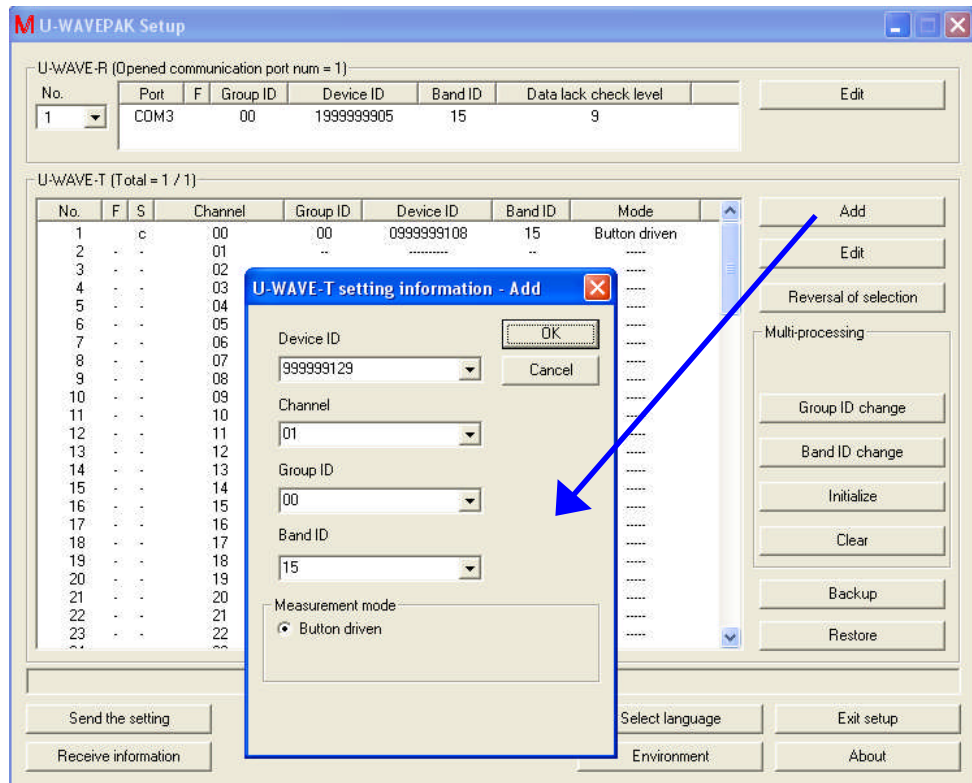 M U-WAVEPAK Setup
U-WAVE-R (Opened communication port num = 1)
No. Port F Group ID Device ID Band ID Data lack check level Edit
1 COM3 00 1999999905 15 9
U-WAVE-T (Total = 1 / 1)
No. F S Channel Group ID Device ID Band ID Mode Add
1 c 00 00 0999999108 15 Button driven
2 - - 01 -- ---------- -- ----- Edit
3 - - 02 -----
4 - - 03 -----
5 - - 04 -----
6 - - 05 -----
7 - - 06 -----
8 - - 07 -----
9 - - 08 -----
10 - - 09 -----
11 - - 10 -----
12 - - 11 -----
13 - - 12 -----
14 - - 13 -----
15 - - 14 -----
16 - - 15 -----
17 - - 16 -----
18 - - 17 -----
19 - - 18 -----
20 - - 19 -----
21 - - 20 -----
22 - - 21 -----
23 - - 22 -----
Reversal of selection
Multi-processing
Group ID change
Band ID change
Initialize
Clear
Backup
Restore
U-WAVE-T setting information - Add
Device ID
999999129
OK
Cancel
Channel
01
Group ID
00
Band ID
15
Measurement mode
Button driven
Send the setting Select language Exit setup
Receive information Environment About